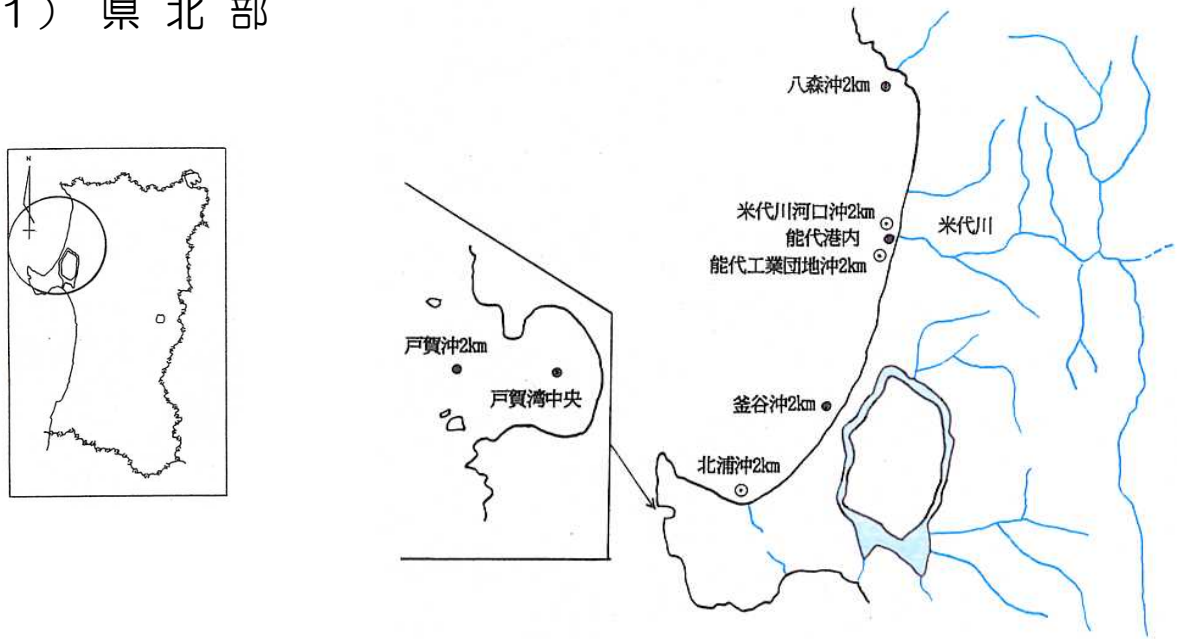 1） 県 北 部
N
八森沖2km
米代川河口沖2km
米代川
能代港内
能代工業団地沖2km
戸賀沖2km
戸賀湾中央
釜谷沖2km
北浦沖2km